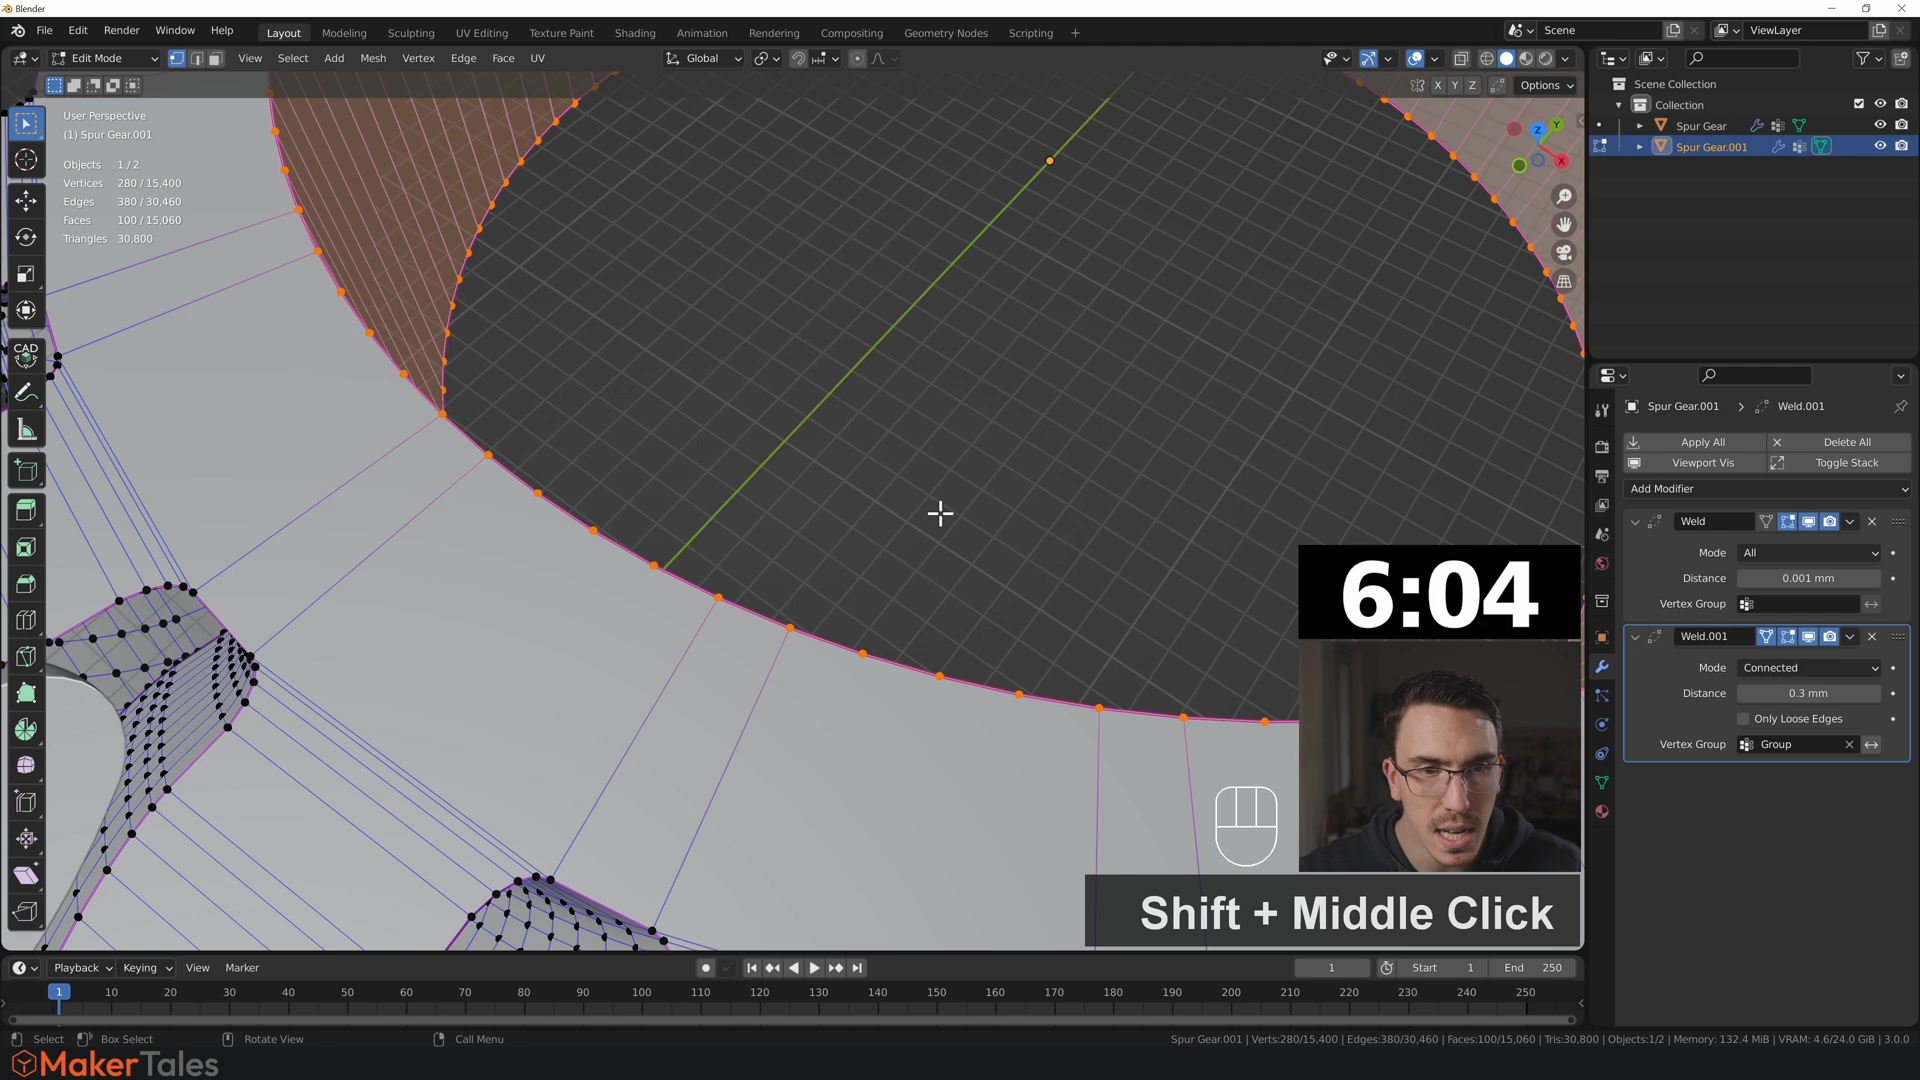 Blender
File Edit Render Window Help Layout Modeling Sculpting UV Editing Texture Paint Shading Animation Rendering Compositing Geometry Nodes Scripting + Scene ViewLayer
Edit Mode View Select Add Mesh Vertex Edge Face UV Global
X Y Z Options
User Perspective
(1) Spur Gear.001
Objects 1 / 2
Vertices 280 / 15,400
Edges 380 / 30,460
Faces 100 / 15,060
Triangles 30,800
CAD
Z Y X
Scene Collection
Collection
Spur Gear
Spur Gear.001
Spur Gear.001 > Weld.001
Apply All Delete All
Viewport Vis Toggle Stack
Add Modifier
Weld
Mode All
Distance 0.001 mm
Vertex Group
Weld.001
Mode Connected
Distance 0.3 mm
Only Loose Edges
Vertex Group Group
6:04
Shift + Middle Click
Playback Keying View Marker 1 Start 1 End 250
1 10 20 30 40 50 60 70 80 90 100 110 120 130 140 150 160 170 180 190 200 210 220 230 240 250
Select Box Select Rotate View Call Menu Spur Gear.001 | Verts:280/15,400 | Edges:380/30,460 | Faces:100/15,060 | Tris:30,800 | Objects:1/2 | Memory: 132.4 MiB | VRAM: 4.6/24.0 GiB | 3.0.0
MakerTales